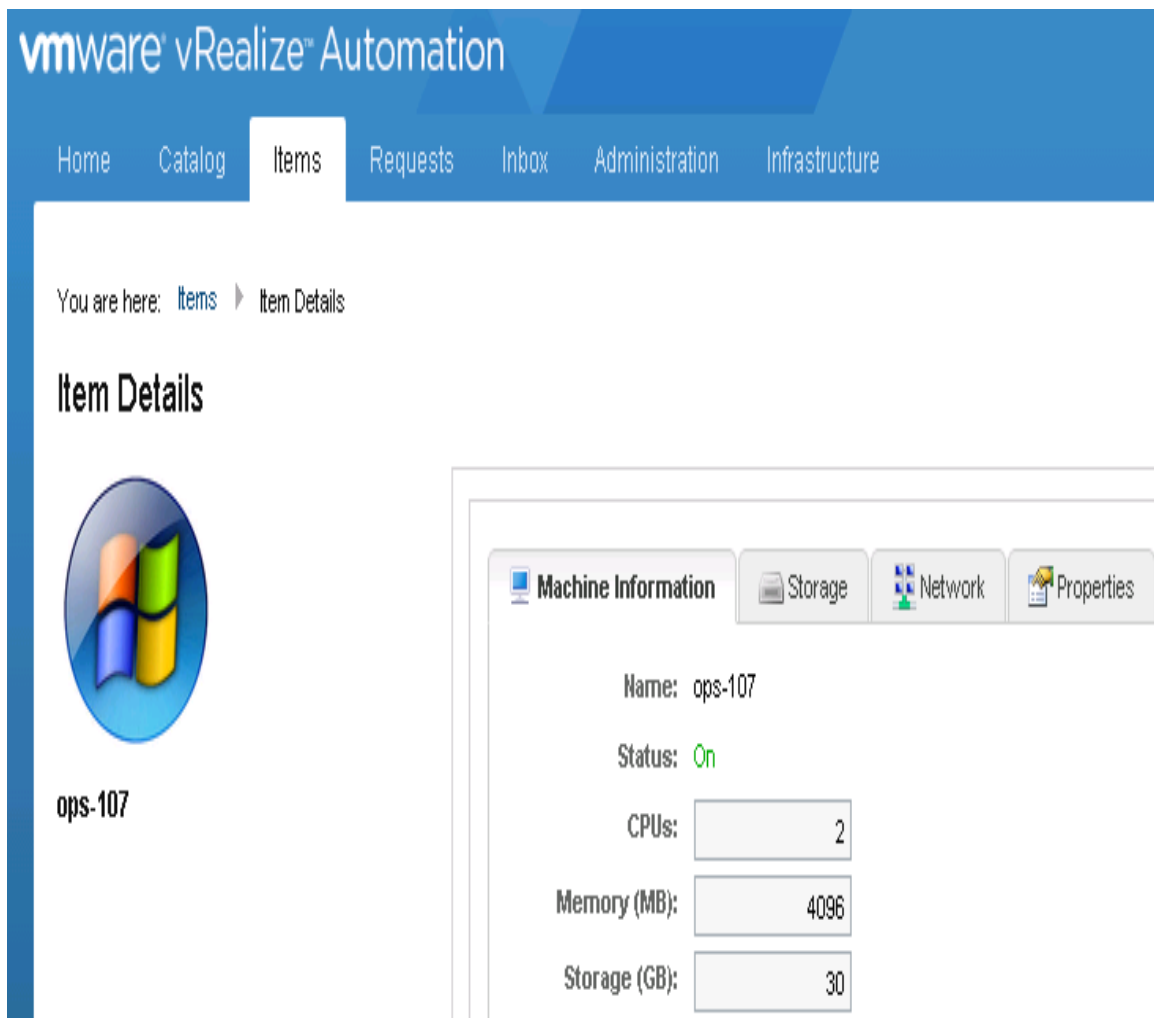 vmware® vRealize™ Automation
Home Catalog Items Requests Inbox Administration Infrastructure
You are here: Items Item Details
Item Details
ops-107
Machine Information Storage Network Properties
Name: ops-107
Status: On
CPUs: 2
Memory (MB): 4096
Storage (GB): 30